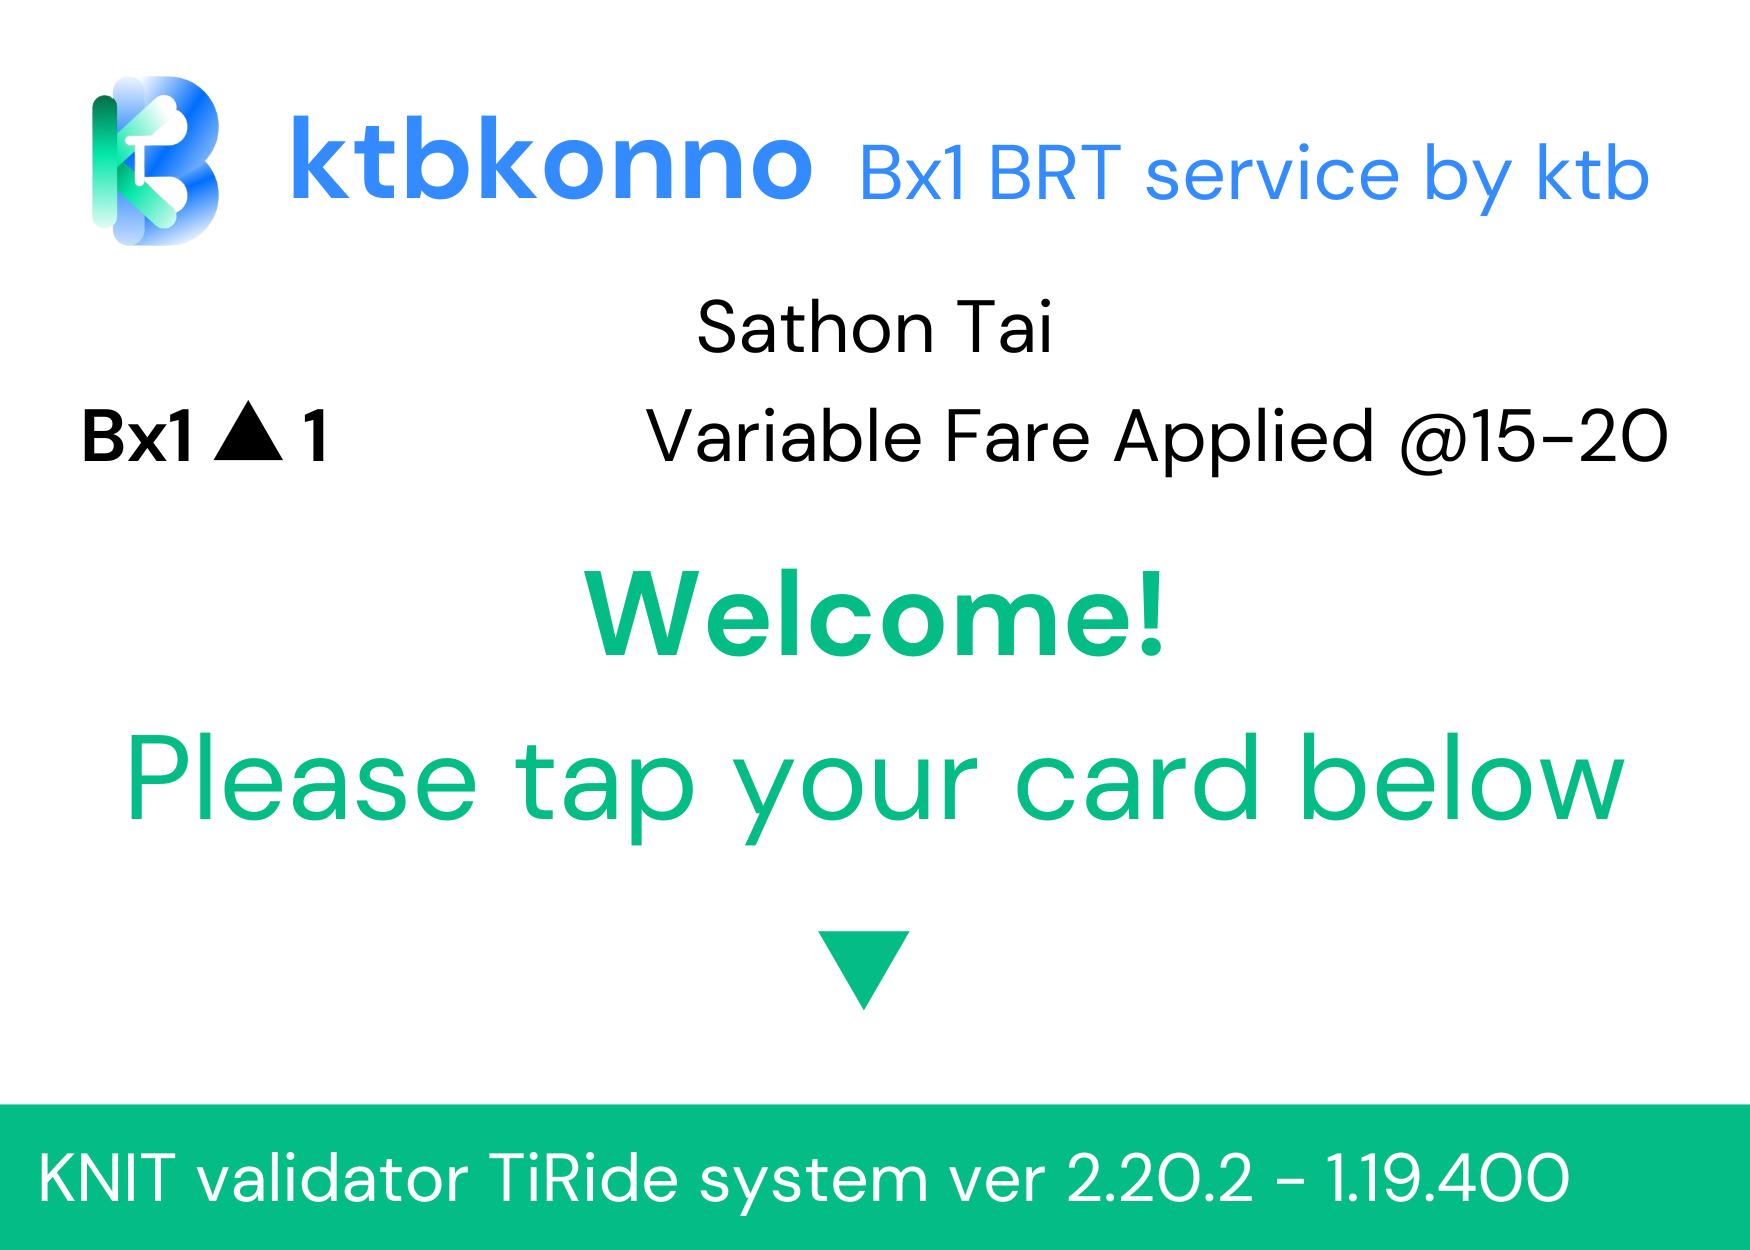 ktbkonno Bx1 BRT service by ktb
Sathon Tai
Bx1 ▲ 1 Variable Fare Applied @15-20
Welcome!
Please tap your card below
▼
KNIT validator TiRide system ver 2.20.2 - 1.19.400